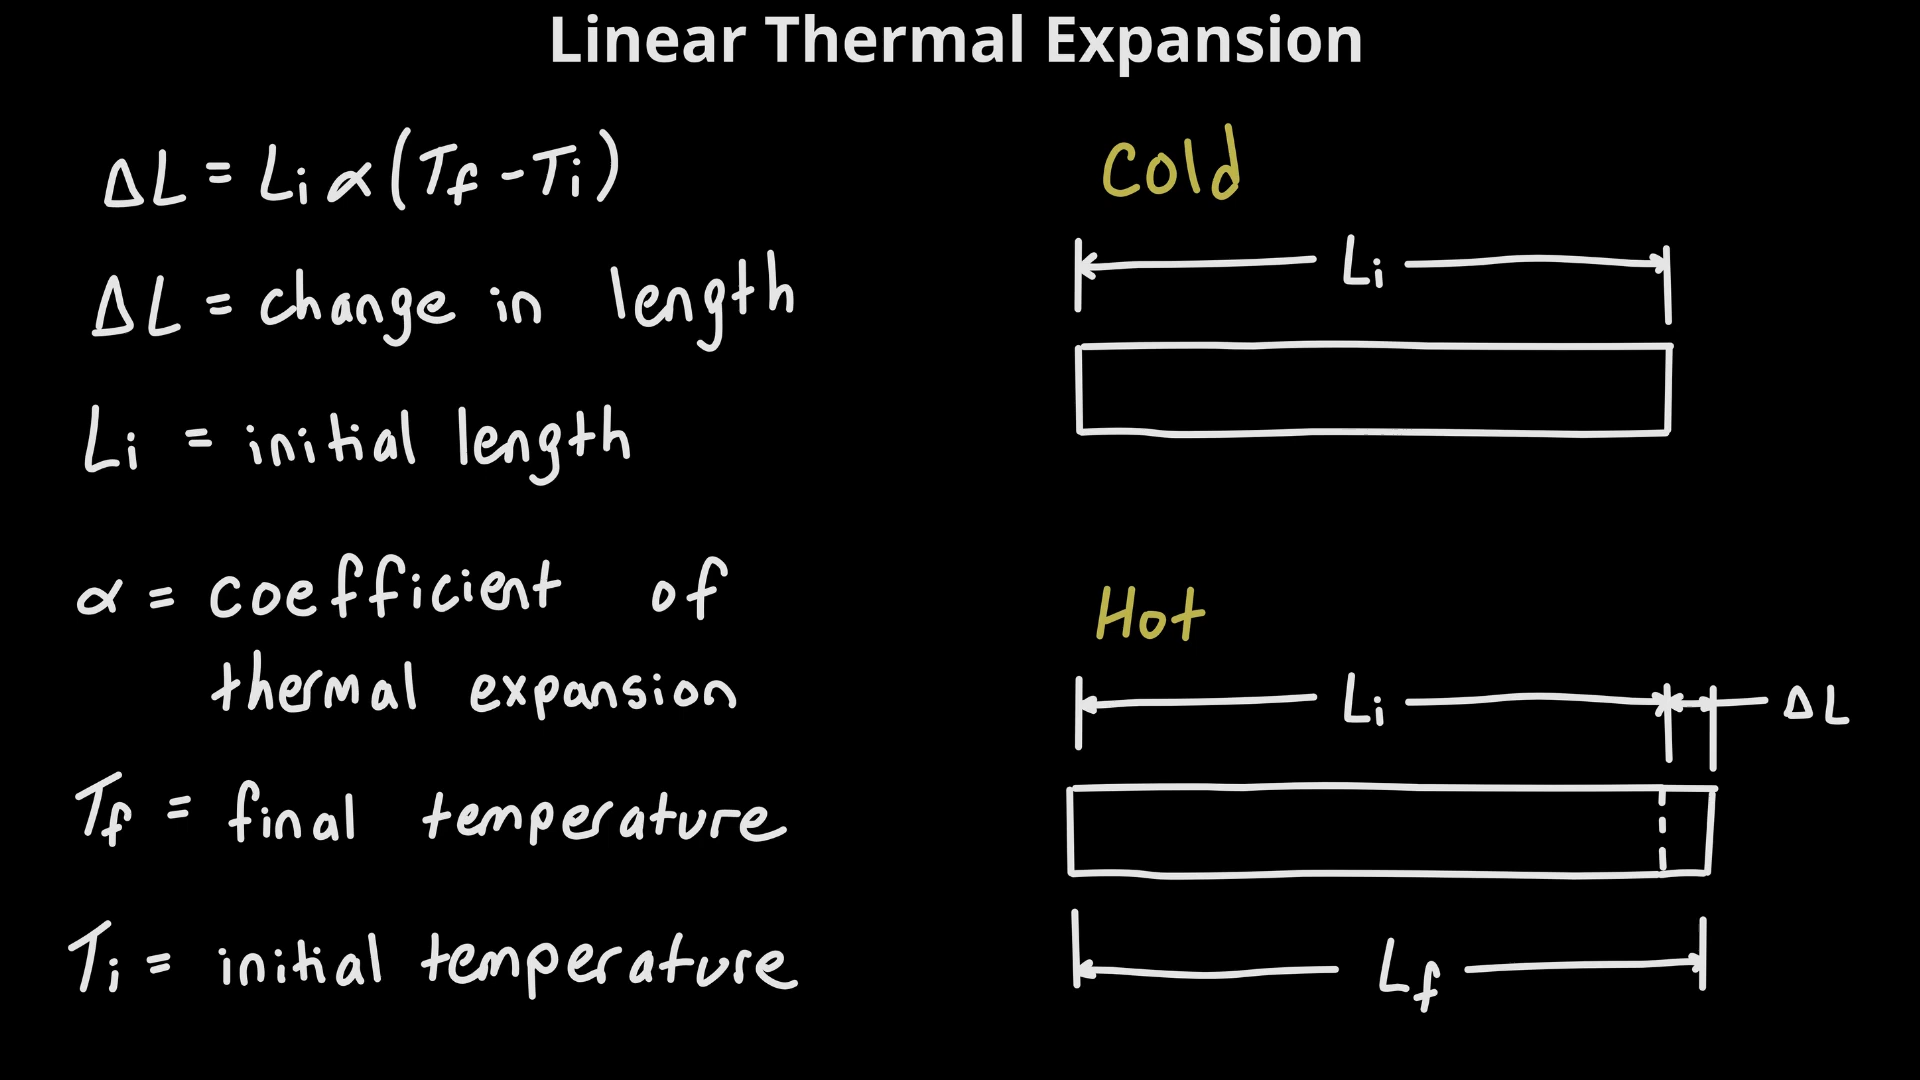 Linear Thermal Expansion
ΔL = Li α (Tf - Ti)
ΔL = change in length
Li = initial length
α = coefficient of
thermal expansion
Tf = final temperature
Ti = initial temperature
Cold
Li
Hot
Li
ΔL
Lf